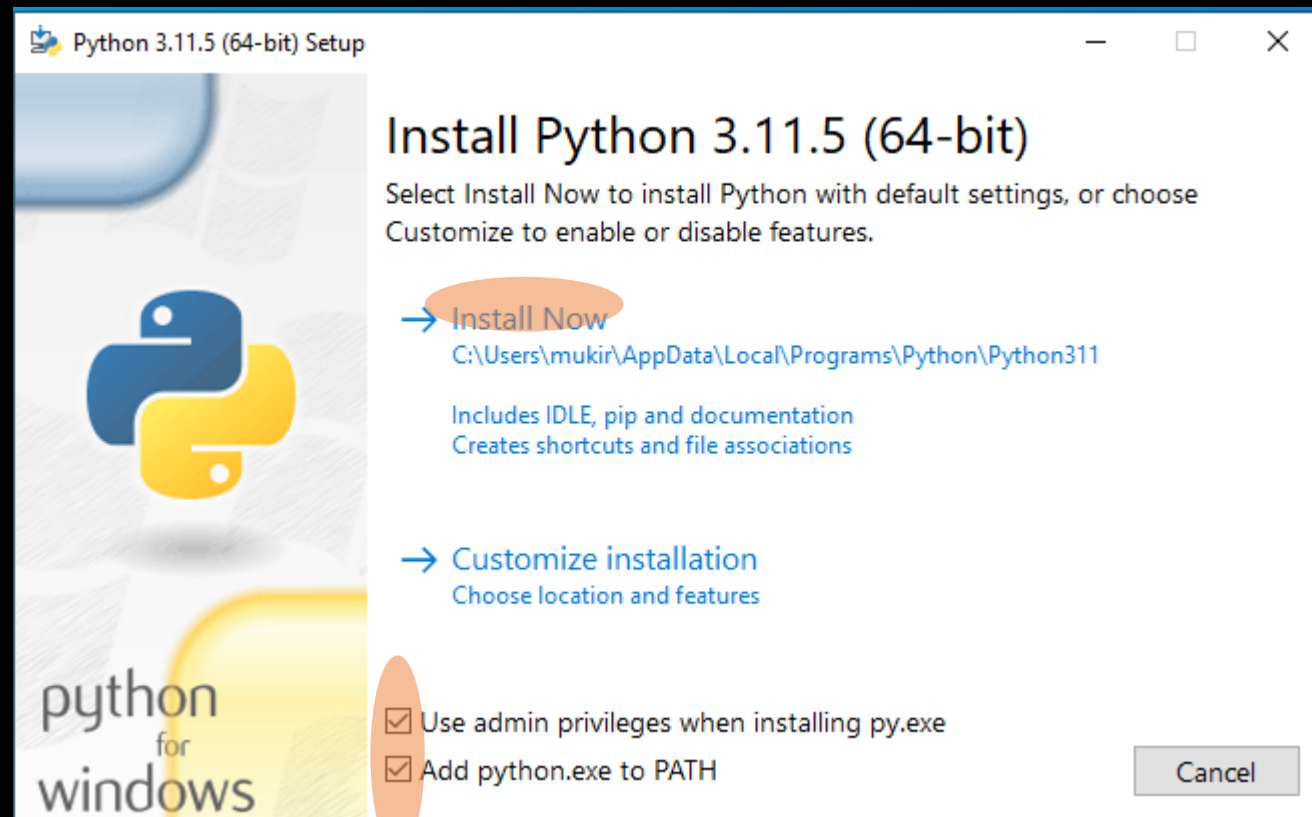 Python 3.11.5 (64-bit) Setup
Install Python 3.11.5 (64-bit)
Select Install Now to install Python with default settings, or choose
Customize to enable or disable features.
Install Now
C:\Users\mukir\AppData\Local\Programs\Python\Python311
Includes IDLE, pip and documentation
Creates shortcuts and file associations
Customize installation
Choose location and features
python
for
windows
Use admin privileges when installing py.exe
Add python.exe to PATH
Cancel